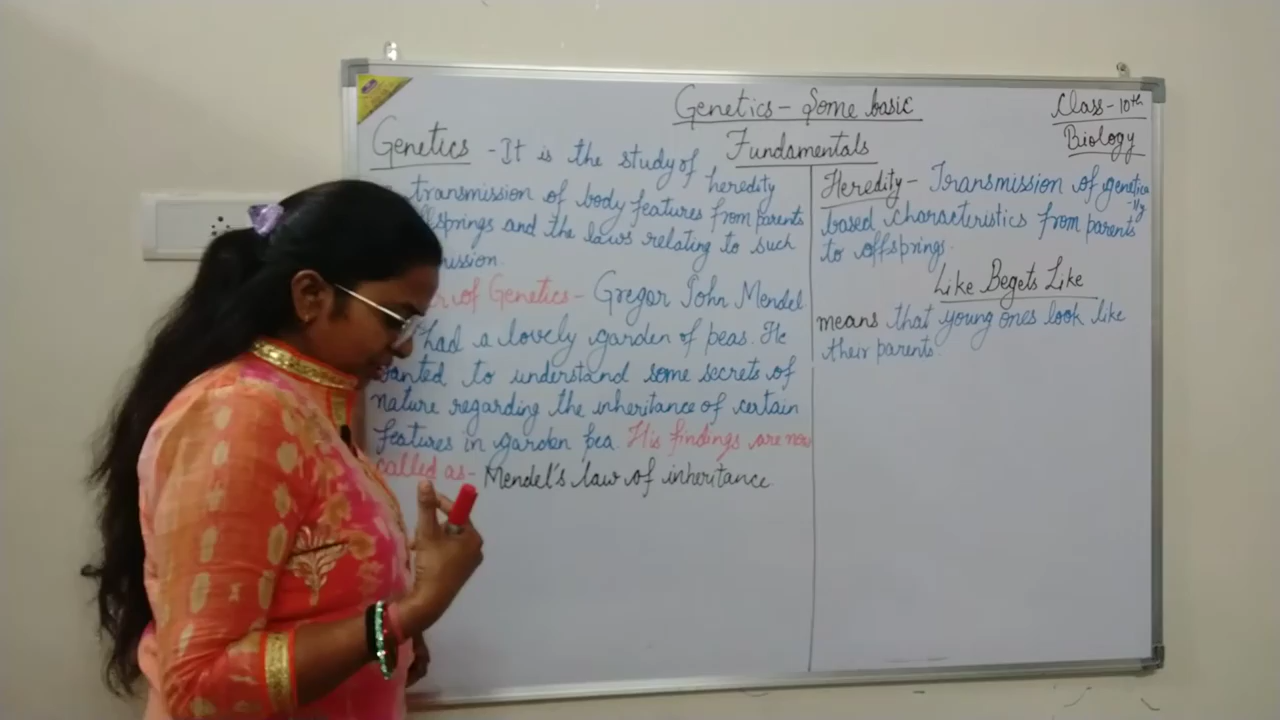 Genetics - Some basic
Fundamentals
Class - 10th
Biology
Genetics - It is the study of heredity
transmission of body features from parents
springs and the laws relating to such
mission.
of Genetics - Gregor John Mendel
had a lovely garden of peas. He
wanted to understand some secrets of
nature regarding the inheritance of certain
features in garden pea. His findings are now
called as - Mendel's law of inheritance
Heredity - Transmission of genetica
-lly
based characteristics from parents
to offsprings.
Like Begets Like
means that young ones look like
their parents.